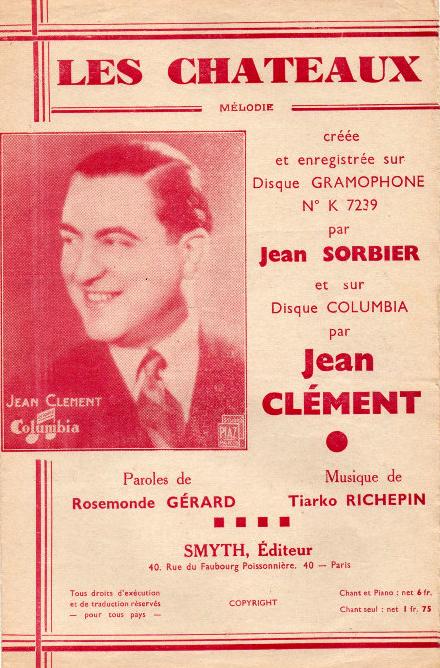 LES CHATEAUX
MÉLODIE
créée
et enregistrée sur
Disque GRAMOPHONE
N° K 7239
par
Jean SORBIER
et sur
Disque COLUMBIA
par
Jean
CLÉMENT
JEAN CLEMENT
Columbia
PIAZ
Paroles de
Rosemonde GÉRARD
Musique de
Tiarko RICHEPIN
SMYTH, Éditeur
40. Rue du Faubourg Poissonnière. 40 — Paris
Tous droits d'exécution
et de traduction réservés
— pour tous pays —
COPYRIGHT
Chant et Piano : net 6 fr.
Chant seul : net 1 fr. 75